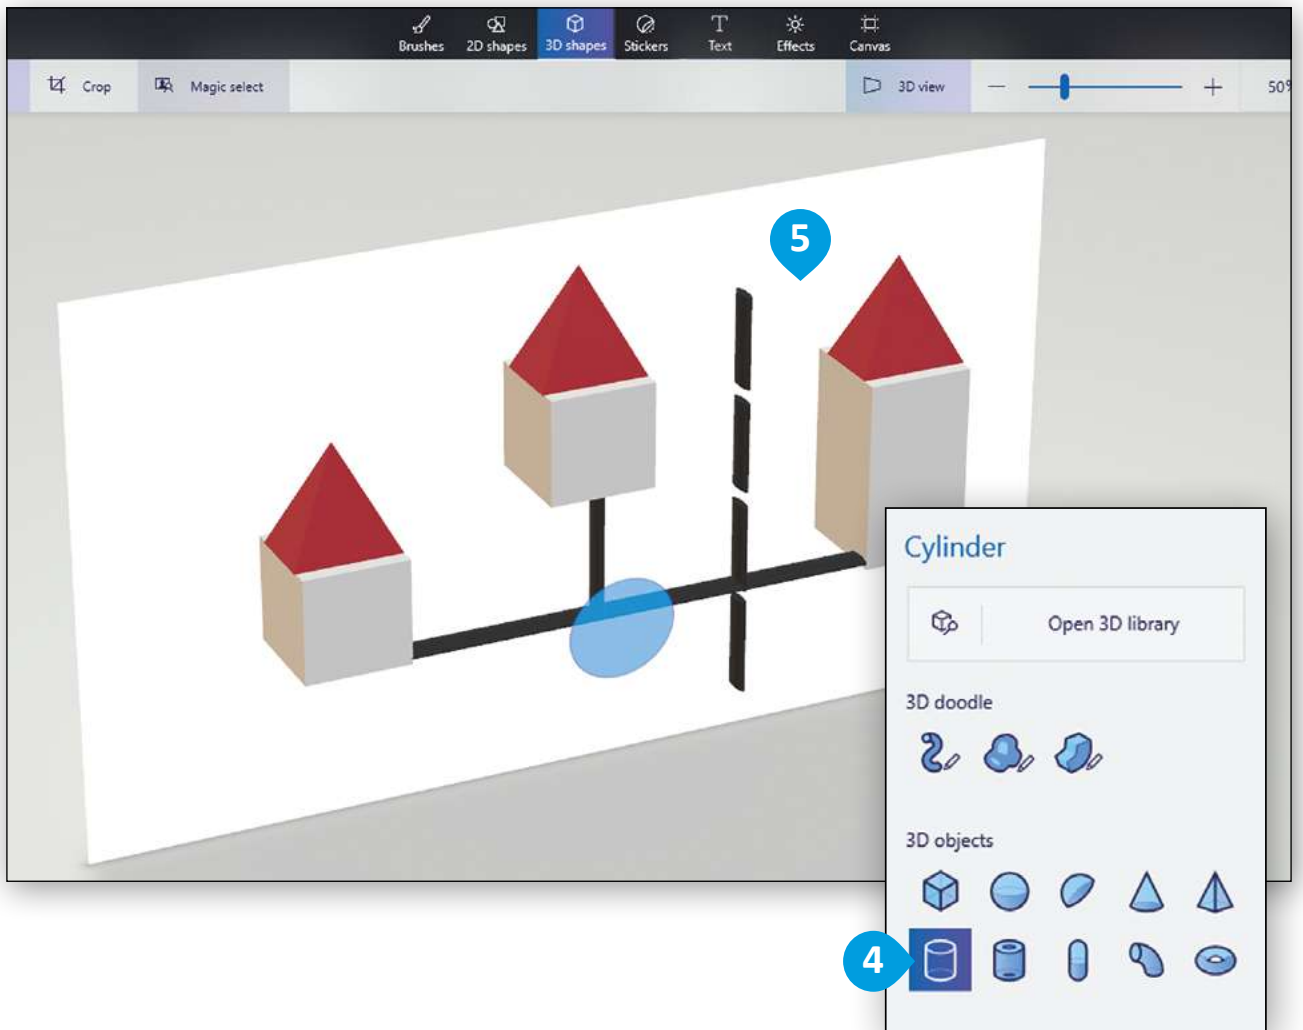 Brushes 2D shapes 3D shapes Stickers Text Effects Canvas
Crop Magic select 3D view 50%
5
Cylinder
Open 3D library
3D doodle
3D objects
4